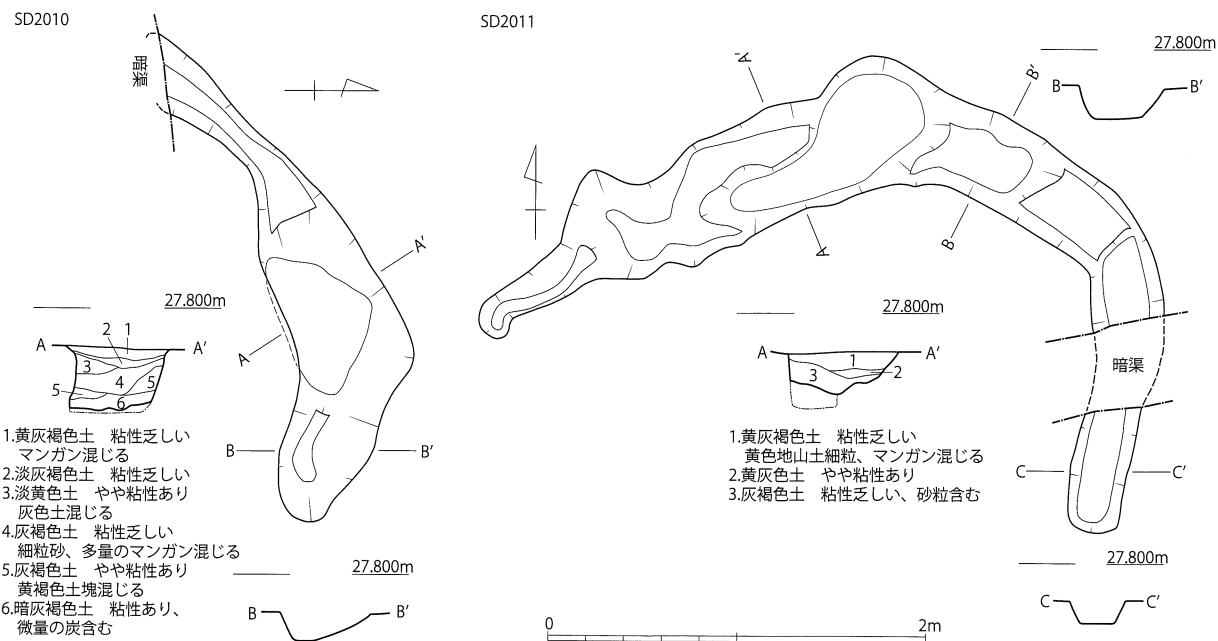 SD2010
暗渠
A'
A
27.800m
A
A'
1
2
3
4
5
5
6
B
B'
1.黄灰褐色土 粘性乏しい
マンガン混じる
2.淡灰褐色土 粘性乏しい
3.淡黄色土 やや粘性あり
灰色土混じる
4.灰褐色土 粘性乏しい
細粒砂、多量のマンガン混じる
5.灰褐色土 やや粘性あり
黄褐色土塊混じる
6.暗灰褐色土 粘性あり、
微量の炭含む
27.800m
B
B'
SD2011
A'
A
B'
B
27.800m
B
B'
27.800m
A
A'
1
2
3
暗渠
1.黄灰褐色土 粘性乏しい
黄色地山土細粒、マンガン混じる
2.黄灰色土 やや粘性あり
3.灰褐色土 粘性乏しい、砂粒含む
C
C'
27.800m
C
C'
0
2m